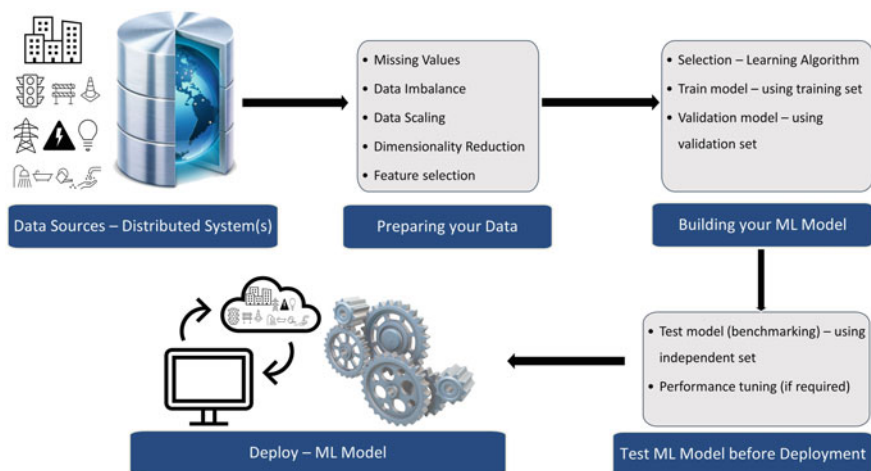 • Missing Values
• Data Imbalance
• Data Scaling
• Dimensionality Reduction
• Feature selection
• Selection – Learning Algorithm
• Train model – using training set
• Validation model – using
validation set
Data Sources – Distributed System(s)
Preparing your Data
Building your ML Model
• Test model (benchmarking) – using
independent set
• Performance tuning (if required)
Deploy – ML Model
Test ML Model before Deployment